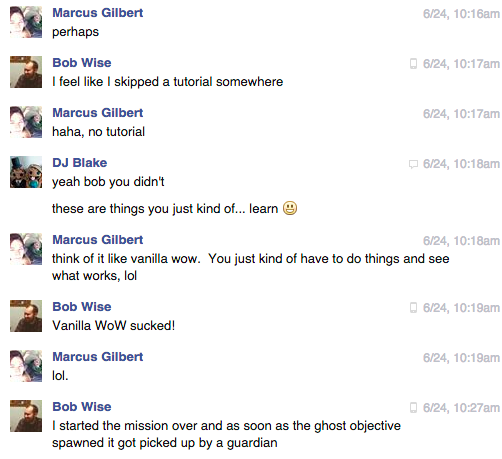 Marcus Gilbert 6/24, 10:16am
perhaps
Bob Wise 6/24, 10:17am
I feel like I skipped a tutorial somewhere
Marcus Gilbert 6/24, 10:17am
haha, no tutorial
DJ Blake 6/24, 10:18am
yeah bob you didn't
these are things you just kind of... learn 😃
Marcus Gilbert 6/24, 10:18am
think of it like vanilla wow.  You just kind of have to do things and see
what works, lol
Bob Wise 6/24, 10:19am
Vanilla WoW sucked!
Marcus Gilbert 6/24, 10:19am
lol.
Bob Wise 6/24, 10:27am
I started the mission over and as soon as the ghost objective
spawned it got picked up by a guardian